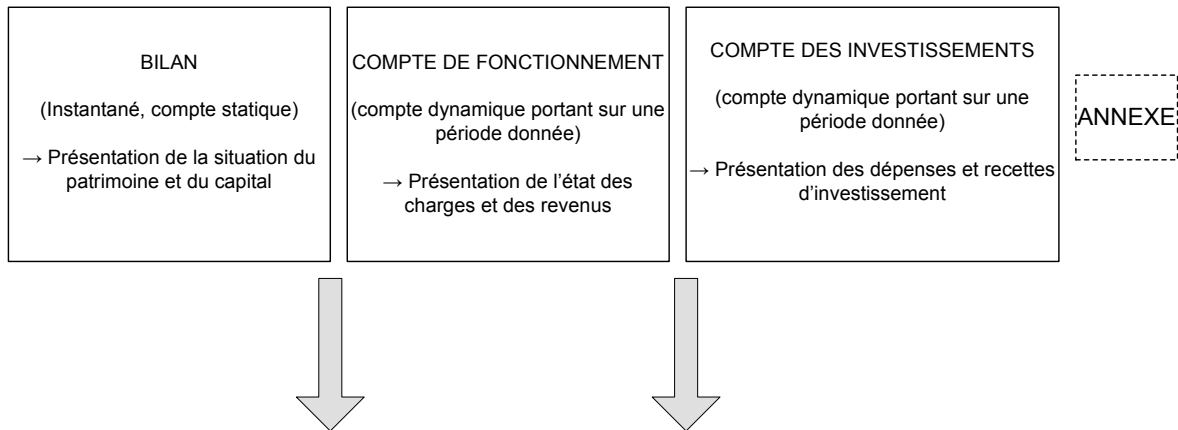 BILAN
(Instantané, compte statique)
→ Présentation de la situation du
patrimoine et du capital
COMPTE DE FONCTIONNEMENT
(compte dynamique portant sur une
période donnée)
→ Présentation de l’état des
charges et des revenus
COMPTE DES INVESTISSEMENTS
(compte dynamique portant sur une
période donnée)
→ Présentation des dépenses et recettes
d’investissement
ANNEXE